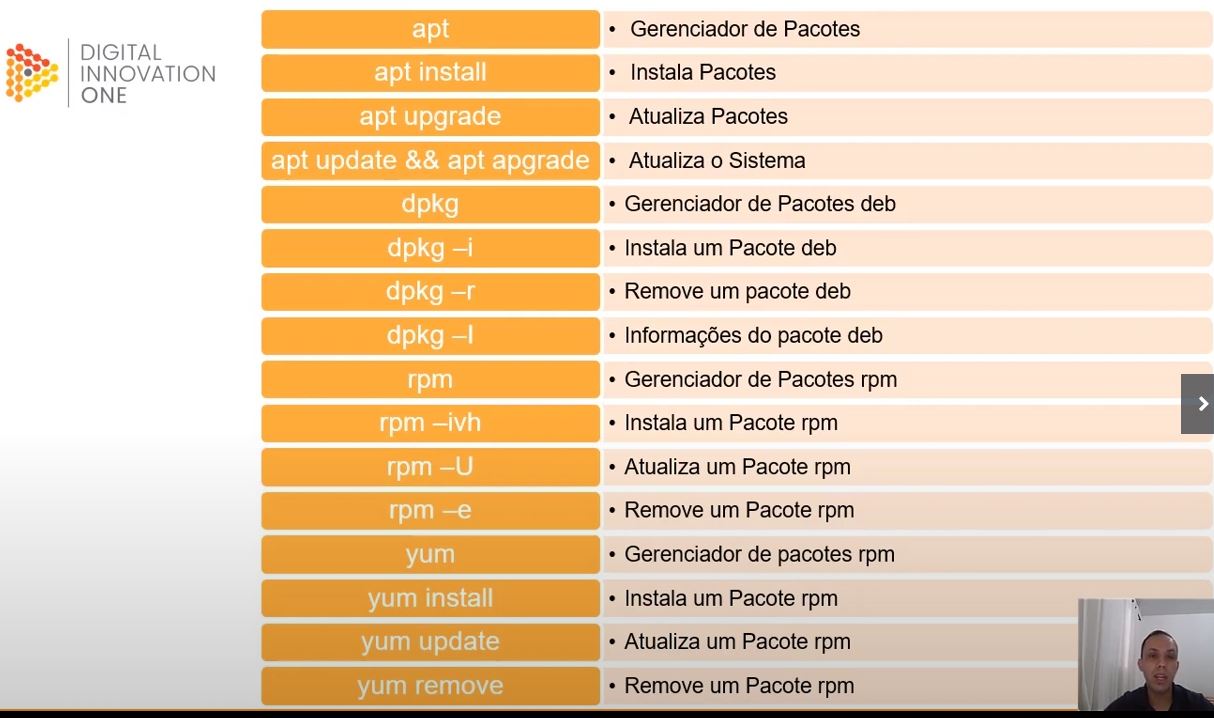 DIGITAL
INNOVATION
ONE
apt • Gerenciador de Pacotes
apt install • Instala Pacotes
apt upgrade • Atualiza Pacotes
apt update && apt apgrade • Atualiza o Sistema
dpkg • Gerenciador de Pacotes deb
dpkg –i • Instala um Pacote deb
dpkg –r • Remove um pacote deb
dpkg –I • Informações do pacote deb
rpm • Gerenciador de Pacotes rpm
rpm –ivh • Instala um Pacote rpm
rpm –U • Atualiza um Pacote rpm
rpm –e • Remove um Pacote rpm
yum • Gerenciador de pacotes rpm
yum install • Instala um Pacote rpm
yum update • Atualiza um Pacote rpm
yum remove • Remove um Pacote rpm